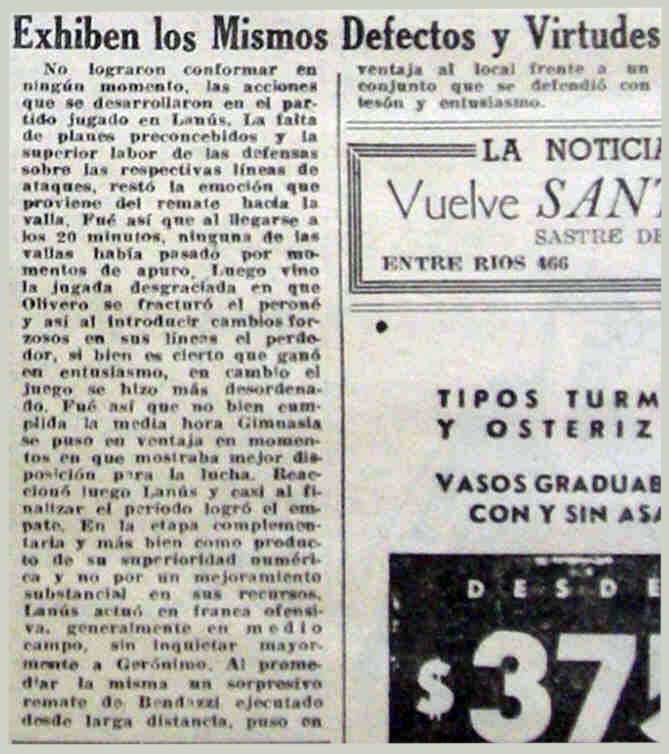 Exhiben los Mismos Defectos y Virtudes
No lograron conformar en
ningún momento, las acciones
que se desarrollaron en el par-
tido jugado en Lanús. La falta
de planes preconcebidos y la
superior labor de las defensas
sobre las respectivas líneas de
ataques, restó la emoción que
proviene del remate hacia la
valla. Fué así que al llegarse a
los 20 minutos, ninguna de las
vallas había pasado por mo-
mentos de apuro. Luego vino
la jugada desgraciada en que
Olivero se fracturó el peroné
y así al introducir cambios for-
zosos en sus líneas el perde-
dor, si bien es cierto que ganó
en entusiasmo, en cambio el
juego se hizo más desordena-
do. Fué así que no bien cum-
plida la media hora Gimnasia
se puso en ventaja en momen-
tos en que mostraba mejor dis-
posición para la lucha. Reac-
cionó luego Lanús y casi al fi-
nalizar el período logró el em-
pate. En la etapa complemen-
taria y más bien como produc-
to de su superioridad numéri-
ca y no por un mejoramiento
substancial en sus recursos,
Lanús actuó en franca ofensi-
va, generalmente en medio
campo, sin inquietar mayor-
mente a Gerónimo. Al prome-
diar la misma un sorpresivo
remate de Bendazzi ejecutado
desde larga distancia, puso en
ventaja al local frente a un
conjunto que se defendió con
tesón y entusiasmo.
LA NOTICIA
Vuelve SANT
SASTRE DE
ENTRE RIOS 466
TIPOS TURM
Y OSTERIZ
VASOS GRADUAB
CON Y SIN ASA
DESDE
$375